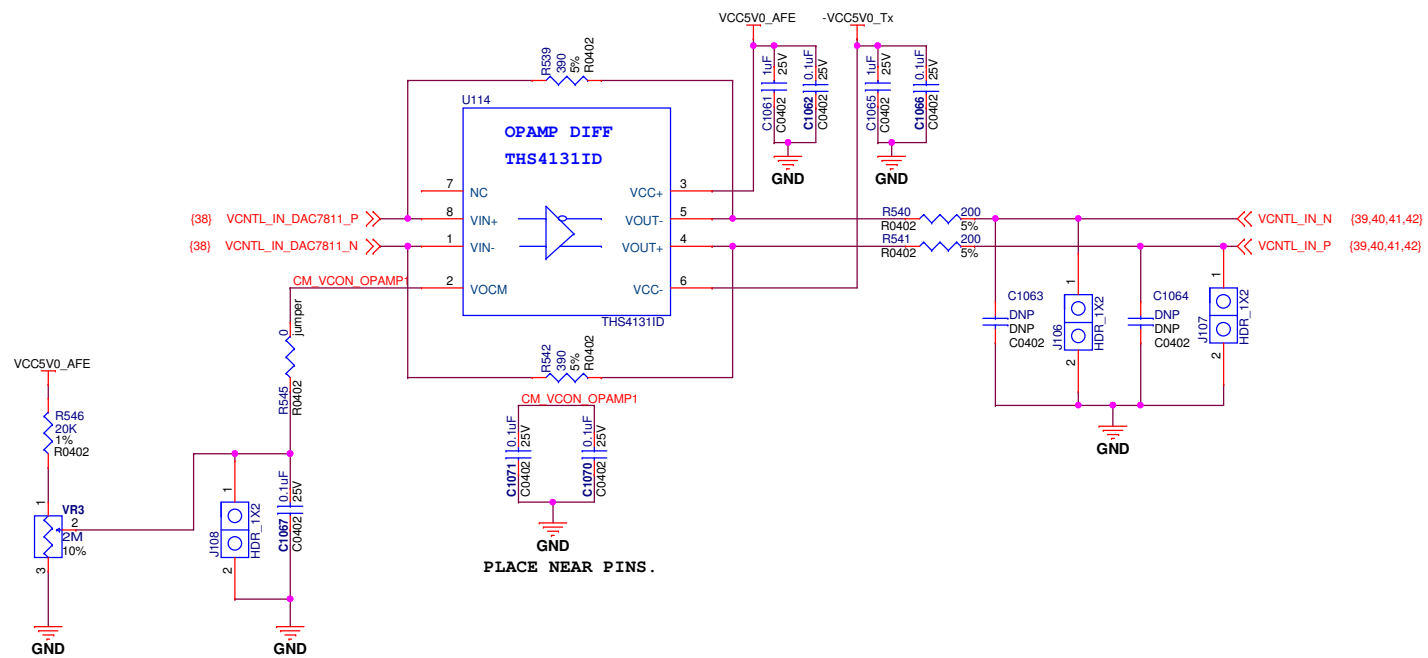 VCC5V0_AFE
-VCC5V0_Tx
R539
390
5%
R0402
C1061
1uF
25V
C0402
C1062
0.1uF
25V
C0402
C1065
1uF
25V
C0402
C1066
0.1uF
25V
C0402
GND
GND
U114
OPAMP DIFF
THS4131ID
7
NC
VCC+
3
{38} VCNTL_IN_DAC7811_P
8
VIN+
VOUT-
5
R540
R0402
200
5%
VCNTL_IN_N {39,40,41,42}
{38} VCNTL_IN_DAC7811_N
1
VIN-
VOUT+
4
R541
R0402
200
5%
VCNTL_IN_P {39,40,41,42}
CM_VCON_OPAMP1
2
VOCM
VCC-
6
THS4131ID
C1063
DNP
DNP
C0402
1
J106
HDR_1X2
2
C1064
DNP
DNP
C0402
1
J107
HDR_1X2
2
GND
R545
0
jumper
R0402
R542
390
5%
R0402
VCC5V0_AFE
R546
20K
1%
R0402
CM_VCON_OPAMP1
C1071
0.1uF
25V
C0402
C1070
0.1uF
25V
C0402
GND
PLACE NEAR PINS.
1
VR3
2
2M
10%
3
GND
1
J108
HDR_1X2
2
C1067
0.1uF
25V
C0402
GND